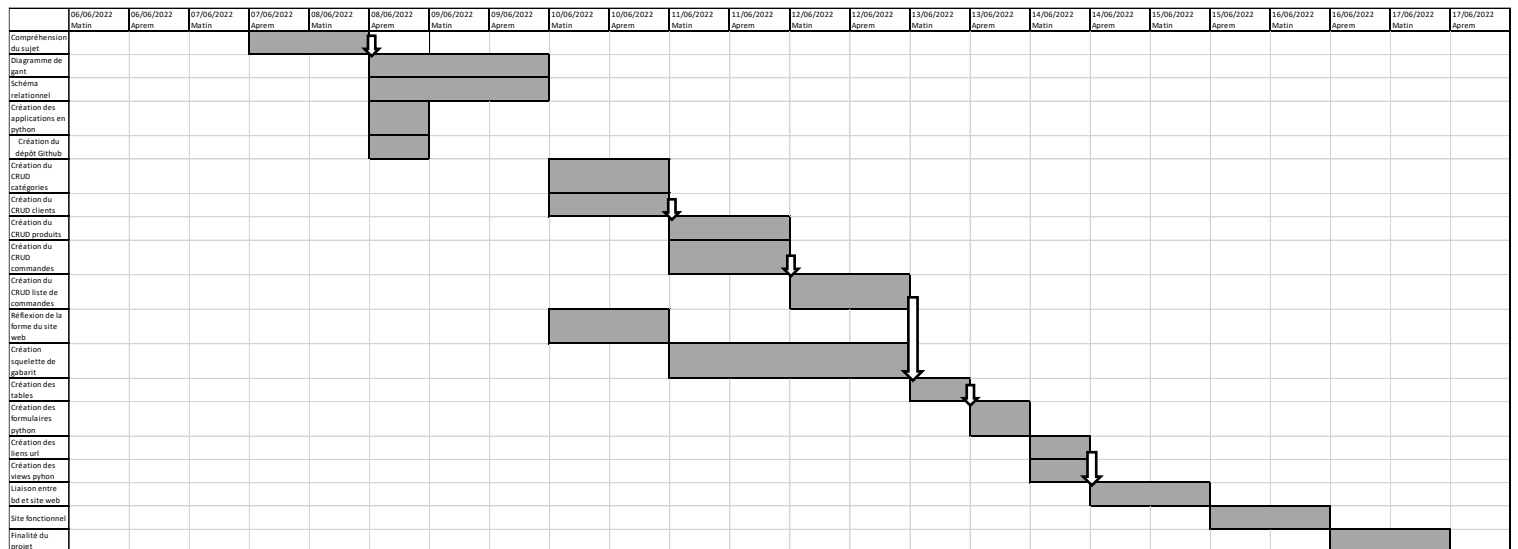 06/06/2022 06/06/2022 07/06/2022 07/06/2022 08/06/2022 08/06/2022 09/06/2022 09/06/2022 10/06/2022 10/06/2022 11/06/2022 11/06/2022 12/06/2022 12/06/2022 13/06/2022 13/06/2022 14/06/2022 14/06/2022 15/06/2022 15/06/2022 16/06/2022 16/06/2022 17/06/2022 17/06/2022
Matin Aprem Matin Aprem Matin Aprem Matin Aprem Matin Aprem Matin Aprem Matin Aprem Matin Aprem Matin Aprem Matin Aprem Matin Aprem Matin Aprem
Compréhension
du sujet
Diagramme de
gant
Schéma
relationnel
Création des
applications en
python
Création du
dépôt Github
Création du
CRUD
catégories
Création du
CRUD clients
Création du
CRUD produits
Création du
CRUD
commandes
Création du
CRUD liste de
commandes
Réflexion de la
forme du site
web
Création
squelette de
gabarit
Créations des
tables
Création des
formulaires
python
Création des
liens url
Création des
views pyhon
Liaison entre
bd et site web
Site fonctionnel
Finalité du
projet